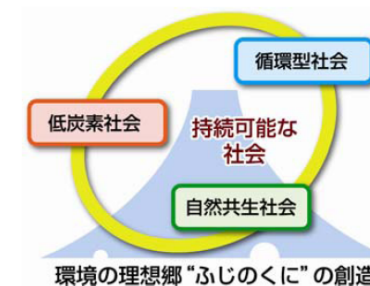 循環型社会
低炭素社会
持続可能な
社会
自然共生社会
環境の理想郷“ふじのくに”の創造